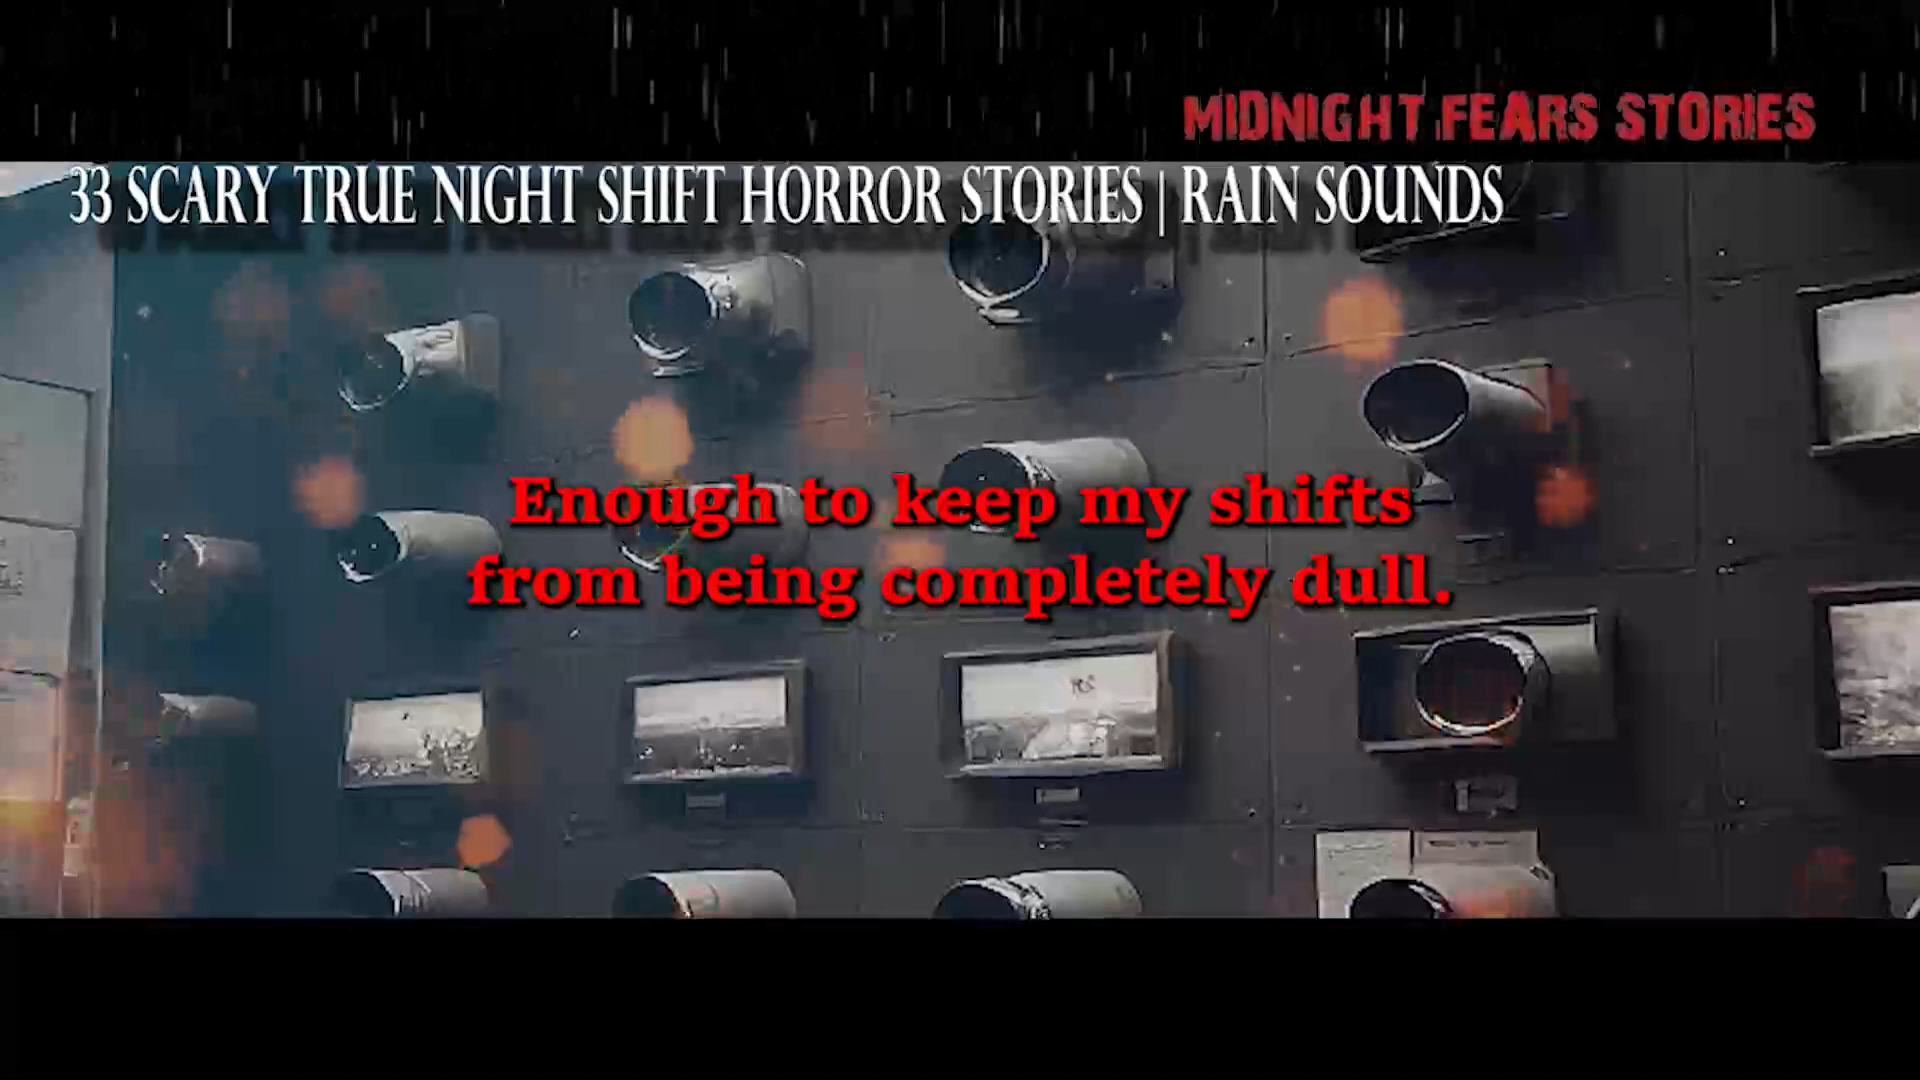 MIDNIGHT FEARS STORIES
33 SCARY TRUE NIGHT SHIFT HORROR STORIES | RAIN SOUNDS
Enough to keep my shifts
from being completely dull.